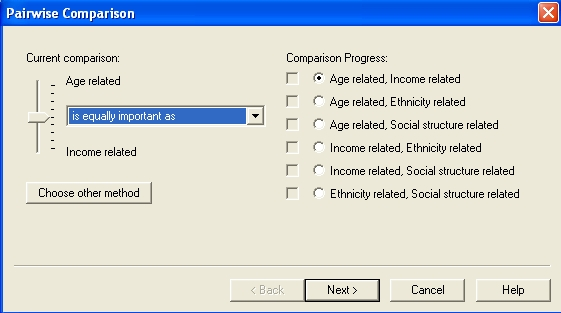 Pairwise Comparison
Current comparison:
Age related
is equally important as
Income related
Choose other method
Comparison Progress:
Age related, Income related
Age related, Ethnicity related
Age related, Social structure related
Income related, Ethnicity related
Income related, Social structure related
Ethnicity related, Social structure related
< Back
Next >
Cancel
Help